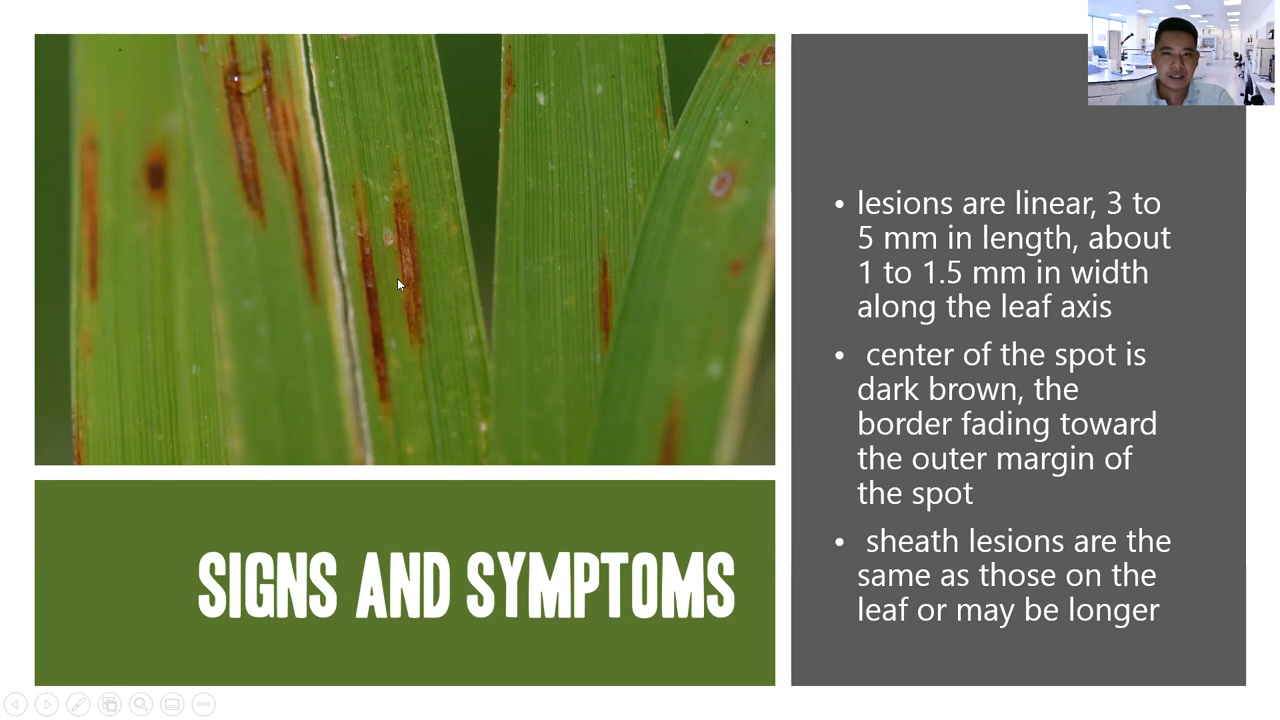 SIGNS AND SYMPTOMS
• lesions are linear, 3 to
5 mm in length, about
1 to 1.5 mm in width
along the leaf axis
• center of the spot is
dark brown, the
border fading toward
the outer margin of
the spot
• sheath lesions are the
same as those on the
leaf or may be longer